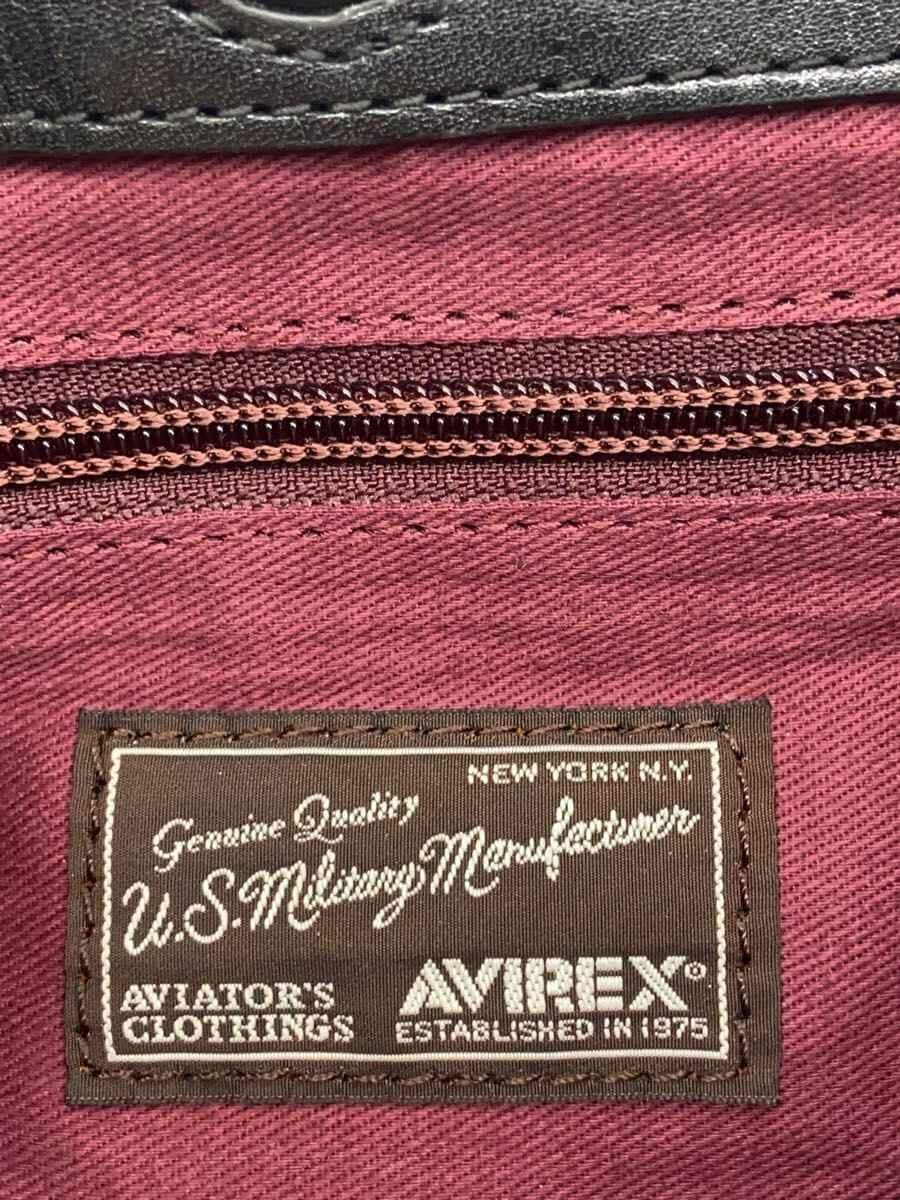 NEW YORK N.Y.
Genuine Quality
U.S. Military Manufacturer
AVIATOR'S
CLOTHINGS
AVIREX®
ESTABLISHED IN 1975